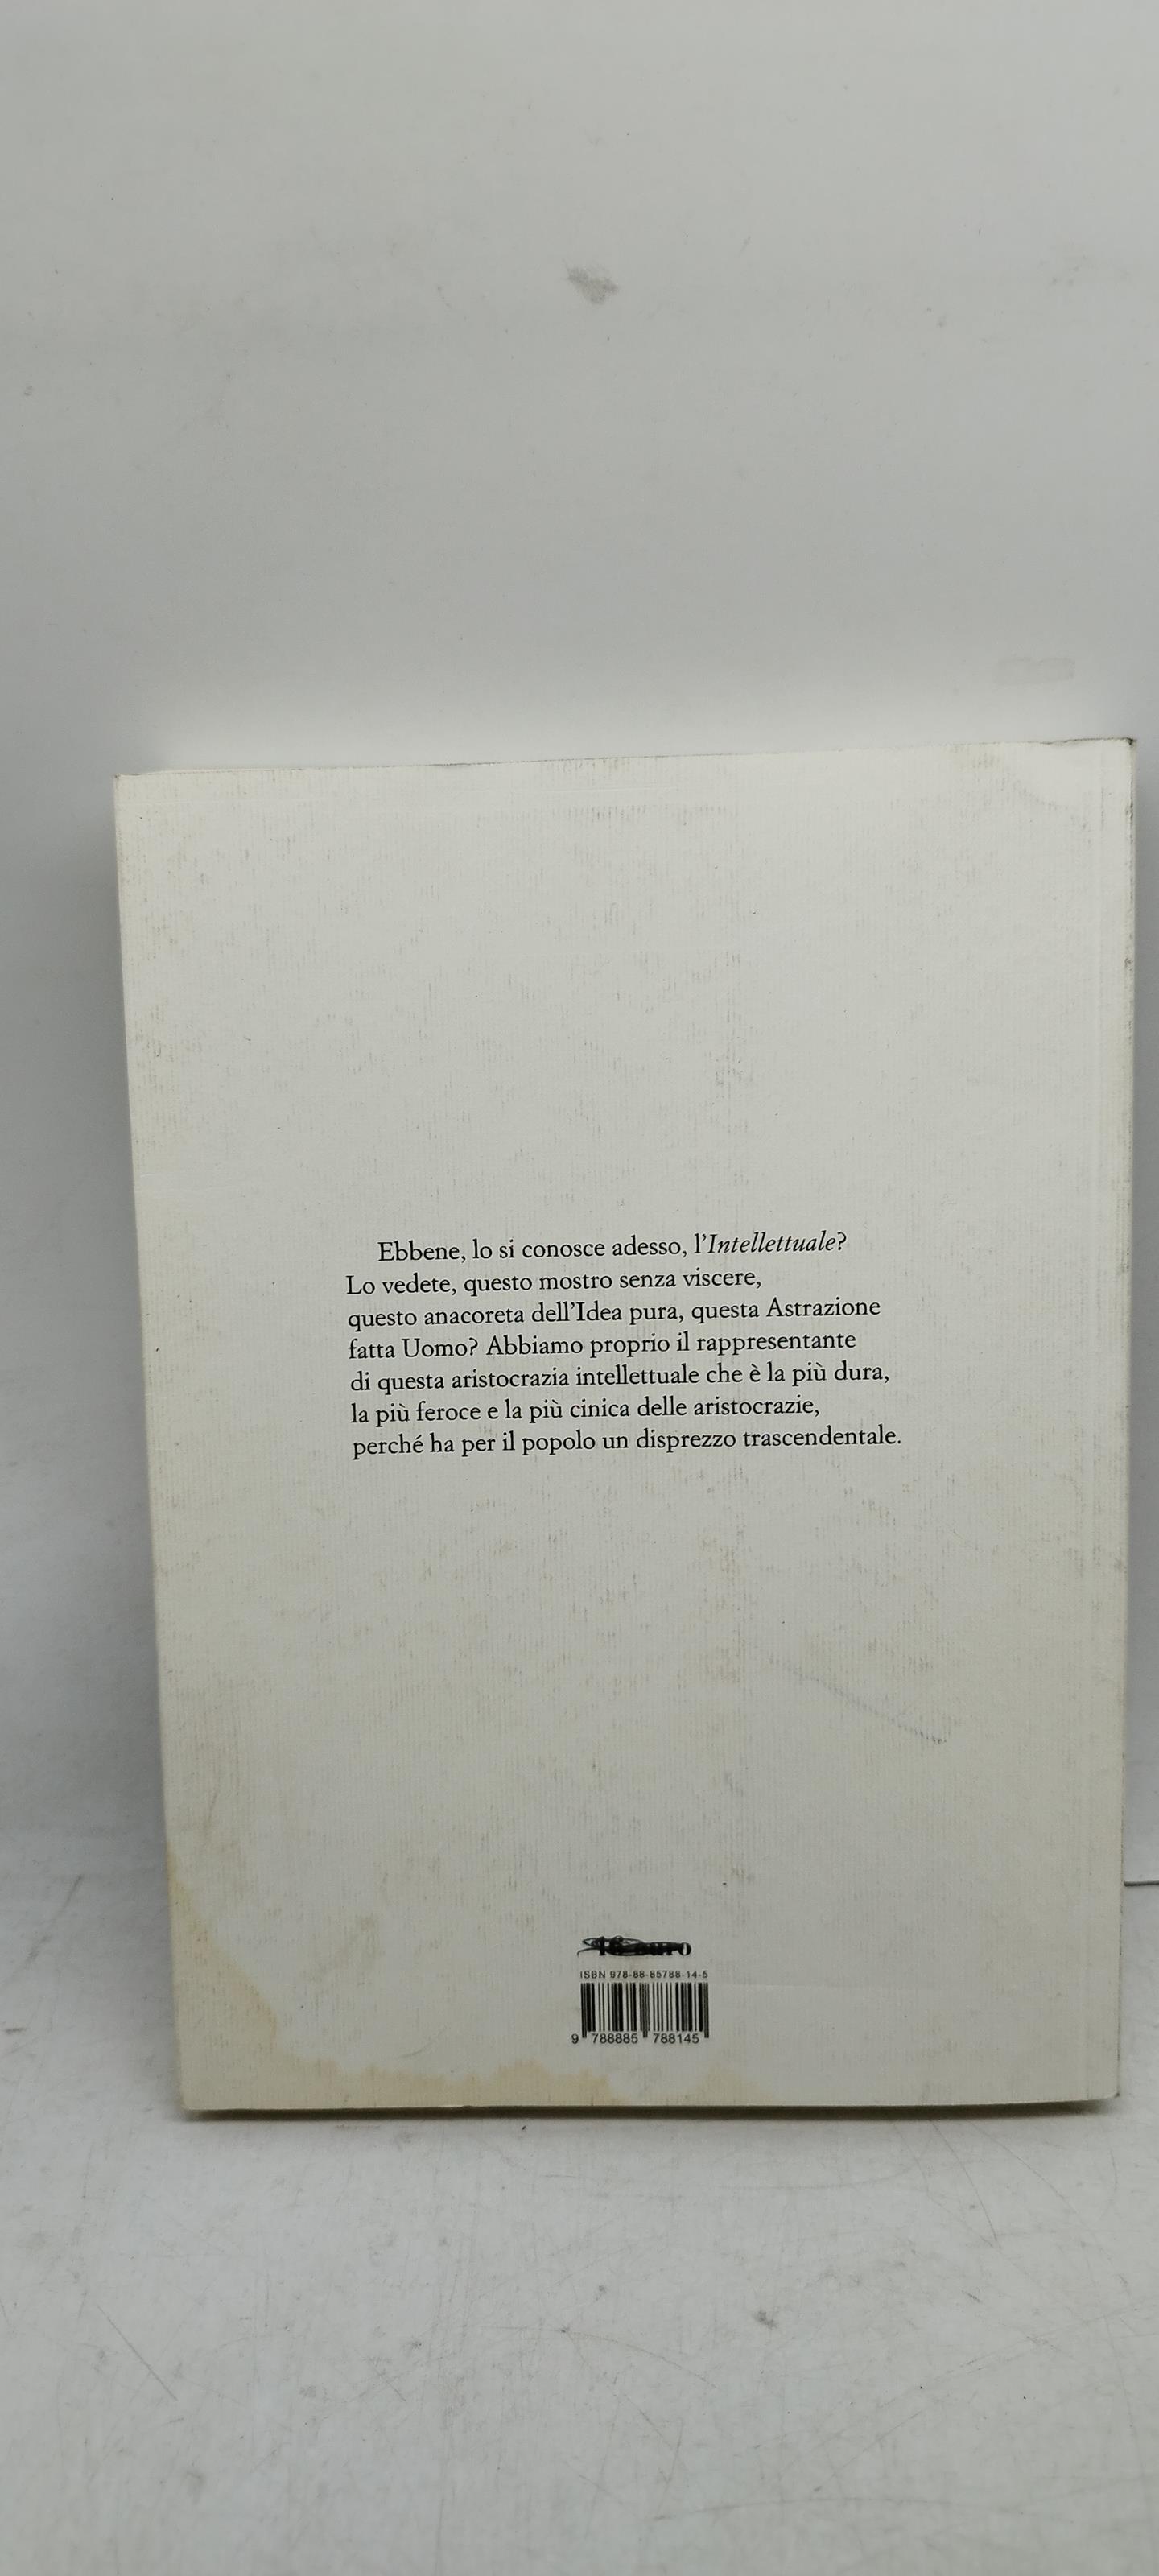 Ebbene, lo si conosce adesso, l'Intellettuale?
Lo vedete, questo mostro senza viscere,
questo anacoreta dell'Idea pura, questa Astrazione
fatta Uomo? Abbiamo proprio il rappresentante
di questa aristocrazia intellettuale che è la più dura,
la più feroce e la più cinica delle aristocrazie,
perché ha per il popolo un disprezzo trascendentale.
16 euro
ISBN 978-88-85788-14-5
9 788885 788145